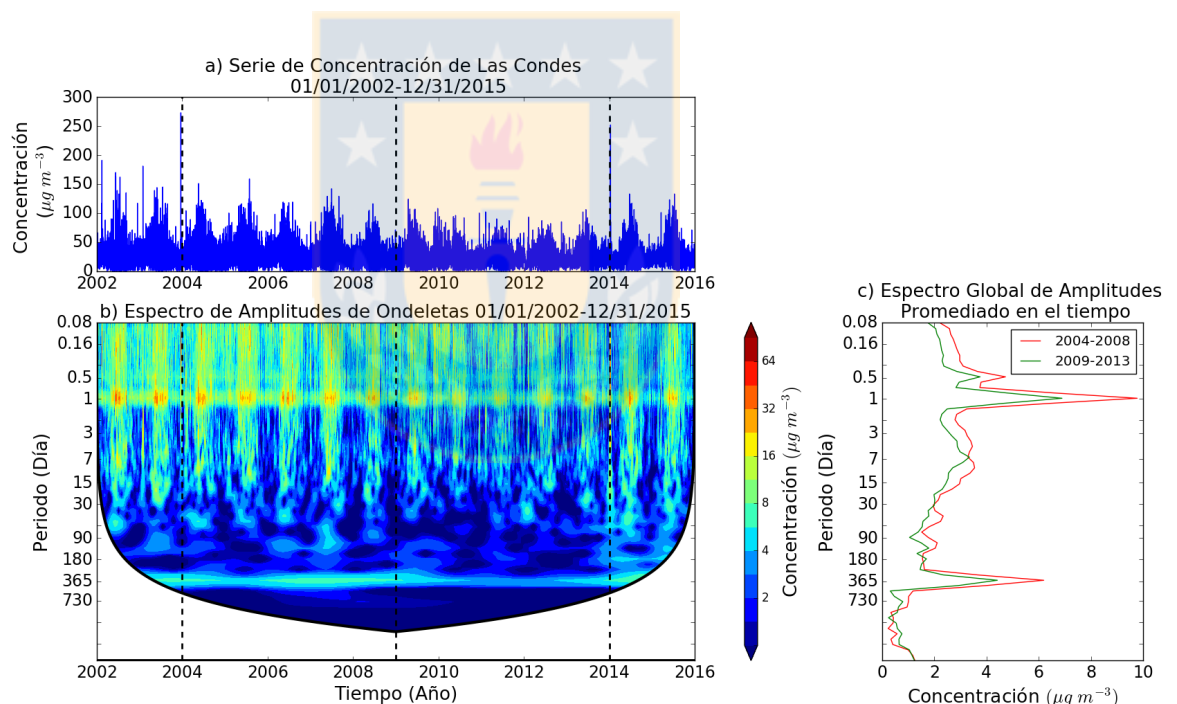 a) Serie de Concentración de Las Condes
01/01/2002-12/31/2015
Concentración
(μg m⁻³)
300
250
200
150
100
50
0
2002 2004 2006 2008 2010 2012 2014 2016
b) Espectro de Amplitudes de Ondeletas 01/01/2002-12/31/2015
Periodo (Día)
0.08
0.16
0.5
1
3
7
15
30
90
180
365
730
2002 2004 2006 2008 2010 2012 2014 2016
Tiempo (Año)
64
32
16
8
4
2
Concentración (μg m⁻³)
c) Espectro Global de Amplitudes
Promediado en el tiempo
2004-2008
2009-2013
Periodo (Día)
0.08
0.16
0.5
1
3
7
15
30
90
180
365
730
0 2 4 6 8 10
Concentración (μg m⁻³)